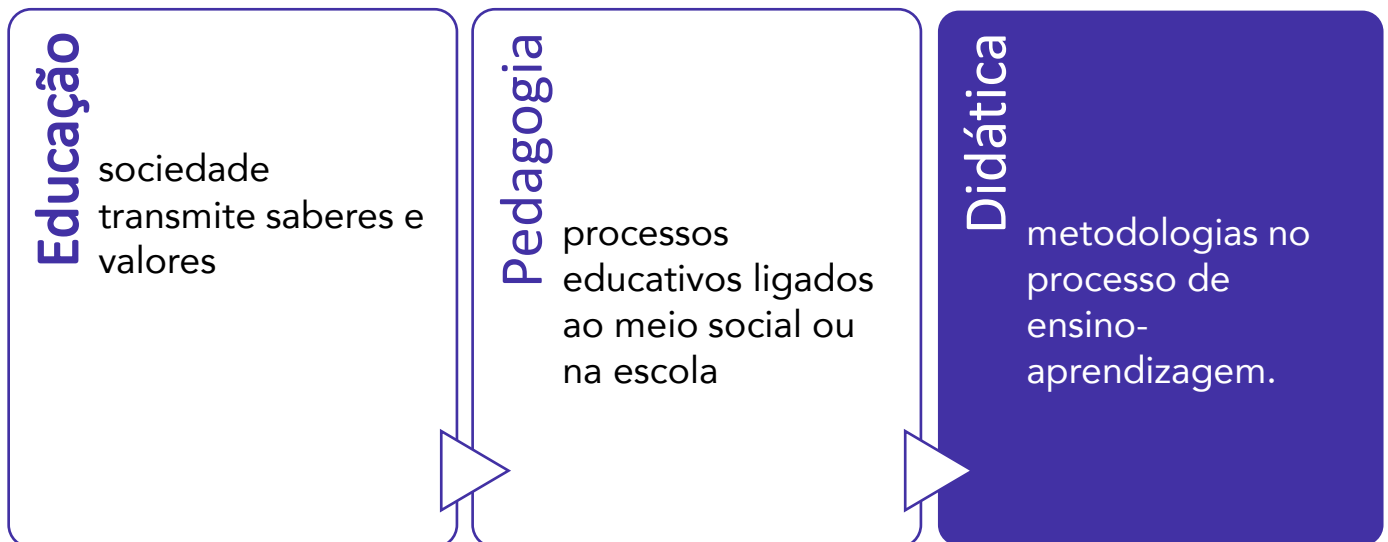 Educação
sociedade
transmite saberes e
valores
Pedagogia
processos
educativos ligados
ao meio social ou
na escola
Didática
metodologias no
processo de
ensino-
aprendizagem.